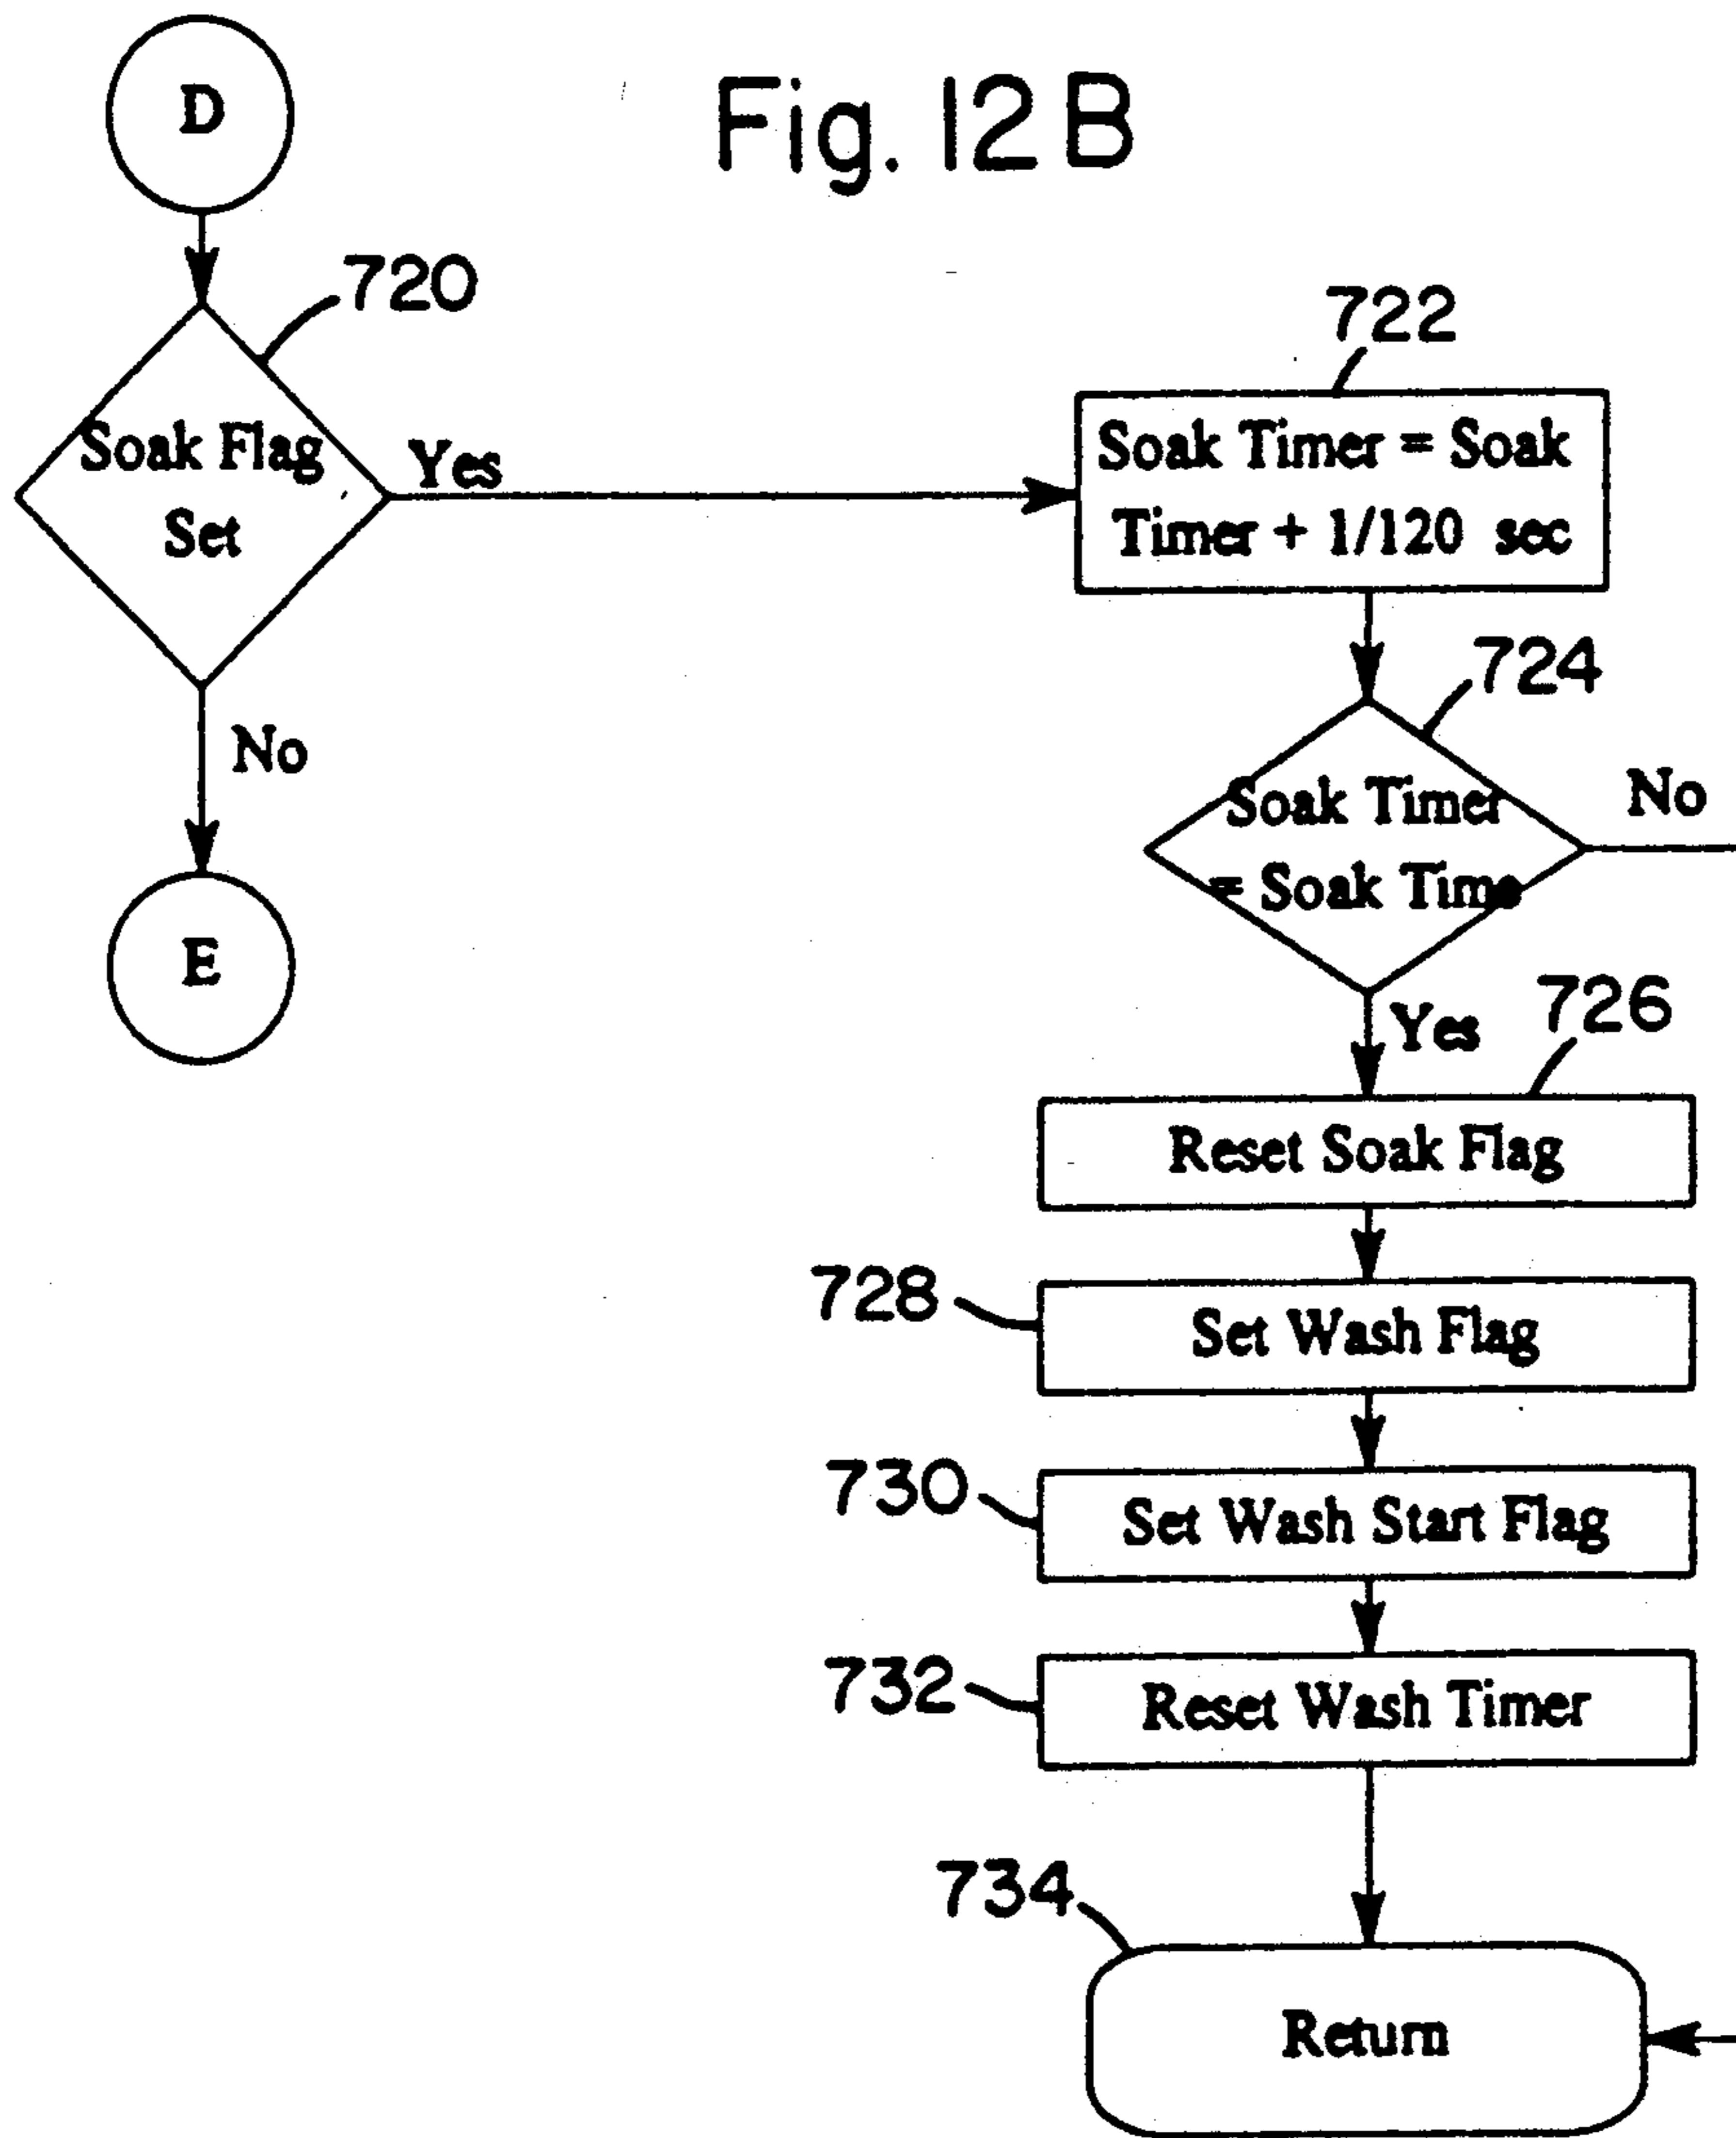 Fig. 12B
D
720
Soak Flag
Set
Yes
No
E
722
Soak Timer = Soak
Timer + 1/120 sec
724
Soak Timer
= Soak Time
No
Yes
726
Reset Soak Flag
728
Set Wash Flag
730
Set Wash Start Flag
732
Reset Wash Timer
734
Return